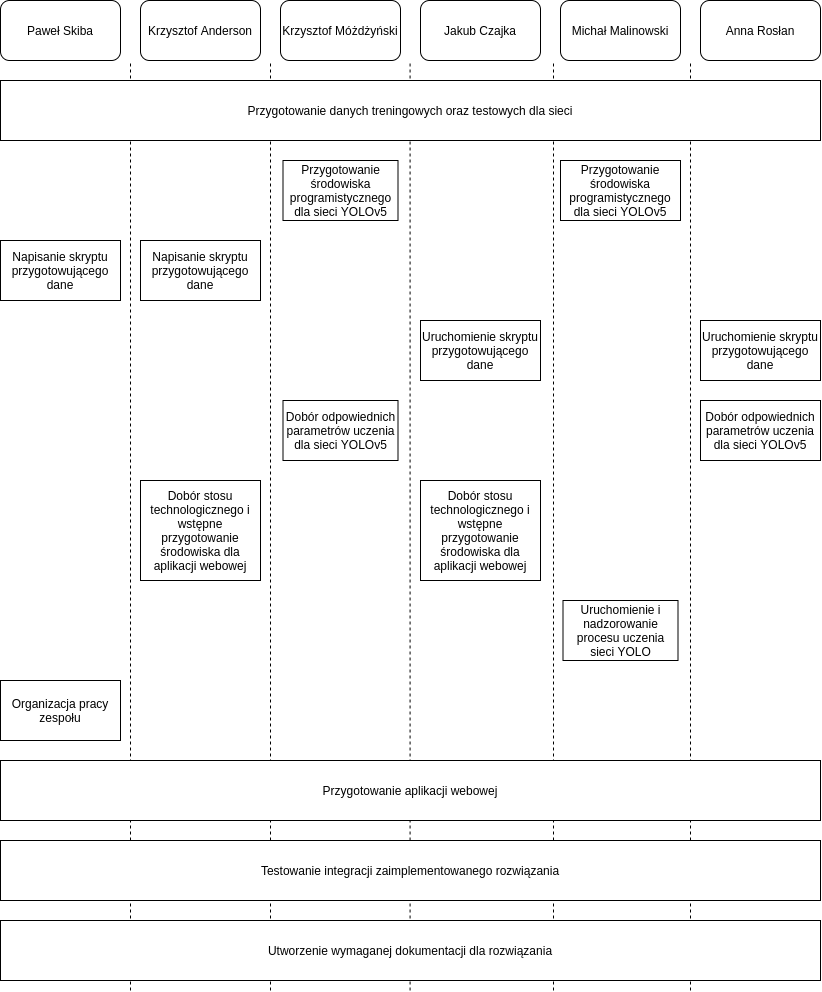 Paweł Skiba
Krzysztof Anderson
Krzysztof Móżdżyński
Jakub Czajka
Michał Malinowski
Anna Rosłan
Przygotowanie danych treningowych oraz testowych dla sieci
Przygotowanie
środowiska
programistycznego
dla sieci YOLOv5
Przygotowanie
środowiska
programistycznego
dla sieci YOLOv5
Napisanie skryptu
przygotowującego
dane
Napisanie skryptu
przygotowującego
dane
Uruchomienie skryptu
przygotowującego
dane
Uruchomienie skryptu
przygotowującego
dane
Dobór odpowiednich
parametrów uczenia
dla sieci YOLOv5
Dobór odpowiednich
parametrów uczenia
dla sieci YOLOv5
Dobór stosu
technologicznego i
wstępne
przygotowanie
środowiska dla
aplikacji webowej
Dobór stosu
technologicznego i
wstępne
przygotowanie
środowiska dla
aplikacji webowej
Uruchomienie i
nadzorowanie
procesu uczenia
sieci YOLO
Organizacja pracy
zespołu
Przygotowanie aplikacji webowej
Testowanie integracji zaimplementowanego rozwiązania
Utworzenie wymaganej dokumentacji dla rozwiązania